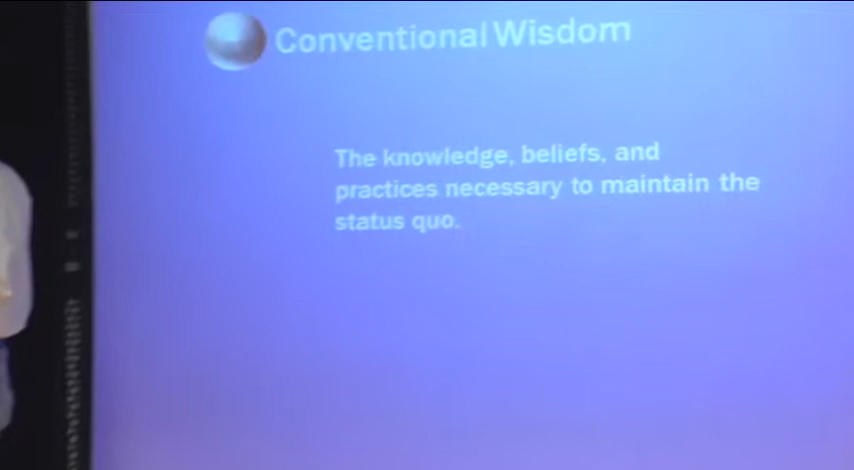 Conventional Wisdom
The knowledge, beliefs, and
practices necessary to maintain the
status quo.